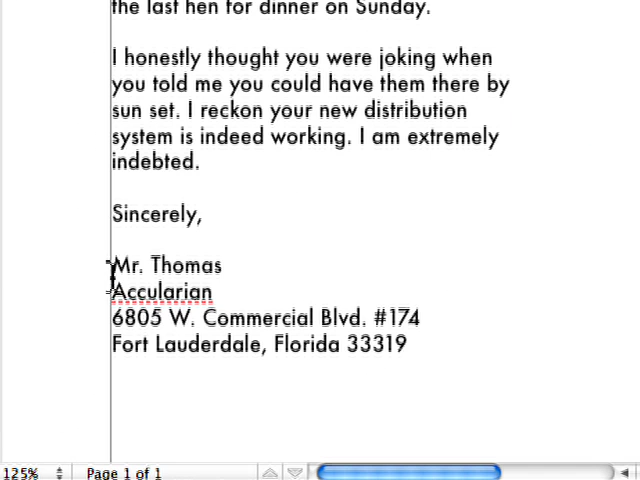 the last hen for dinner on Sunday.
I honestly thought you were joking when
you told me you could have them there by
sun set. I reckon your new distribution
system is indeed working. I am extremely
indebted.
Sincerely,
Mr. Thomas
Accularian
6805 W. Commercial Blvd. #174
Fort Lauderdale, Florida 33319
125% Page 1 of 1